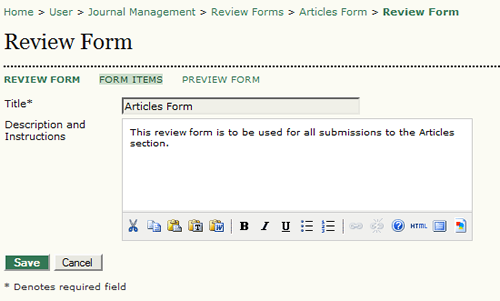 Home > User > Journal Management > Review Forms > Articles Form > Review Form
Review Form
REVIEW FORM FORM ITEMS PREVIEW FORM
Title* Articles Form
Description and Instructions
This review form is to be used for all submissions to the Articles
section.
B I U HTML
Save Cancel
* Denotes required field